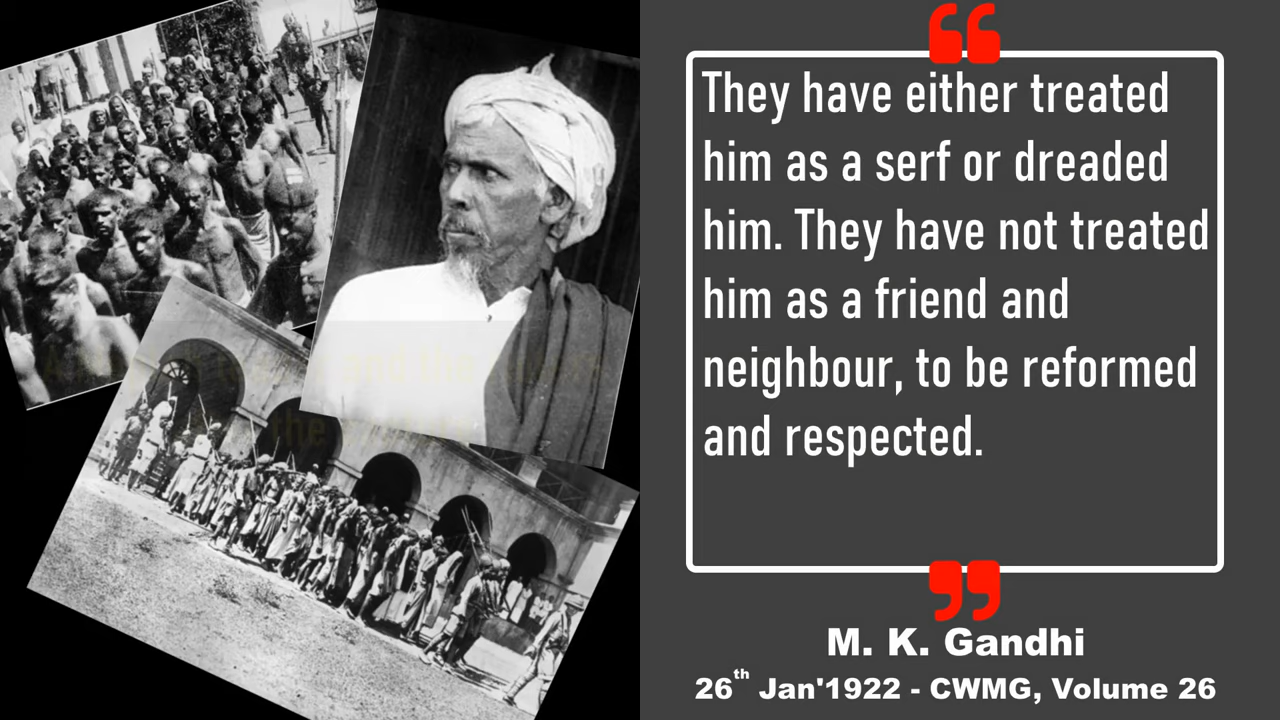 They have either treated
him as a serf or dreaded
him. They have not treated
him as a friend and
neighbour, to be reformed
and respected.
M. K. Gandhi
26th Jan'1922 - CWMG, Volume 26